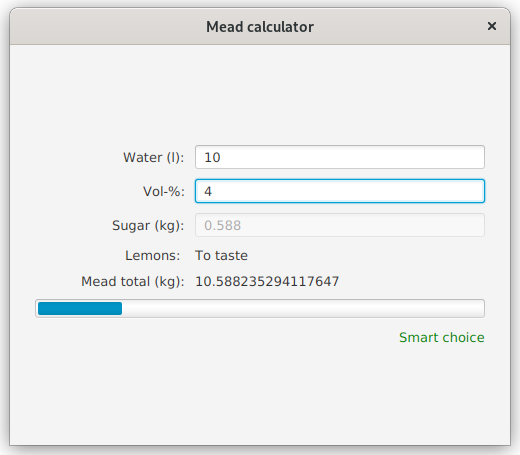 Mead calculator
Water (l): 10
Vol-%: 4
Sugar (kg): 0.588
Lemons: To taste
Mead total (kg): 10.588235294117647
Smart choice